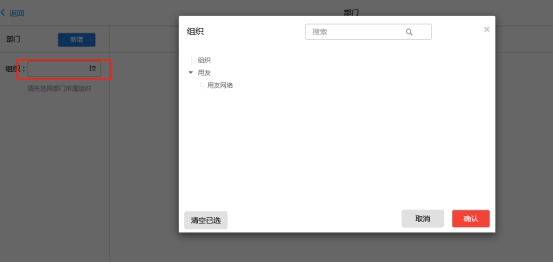 返回
部门
部门
新增
组织：
请先选择部门所属组织
组织
搜索
×
组织
用友
用友网络
清空已选
取消
确认